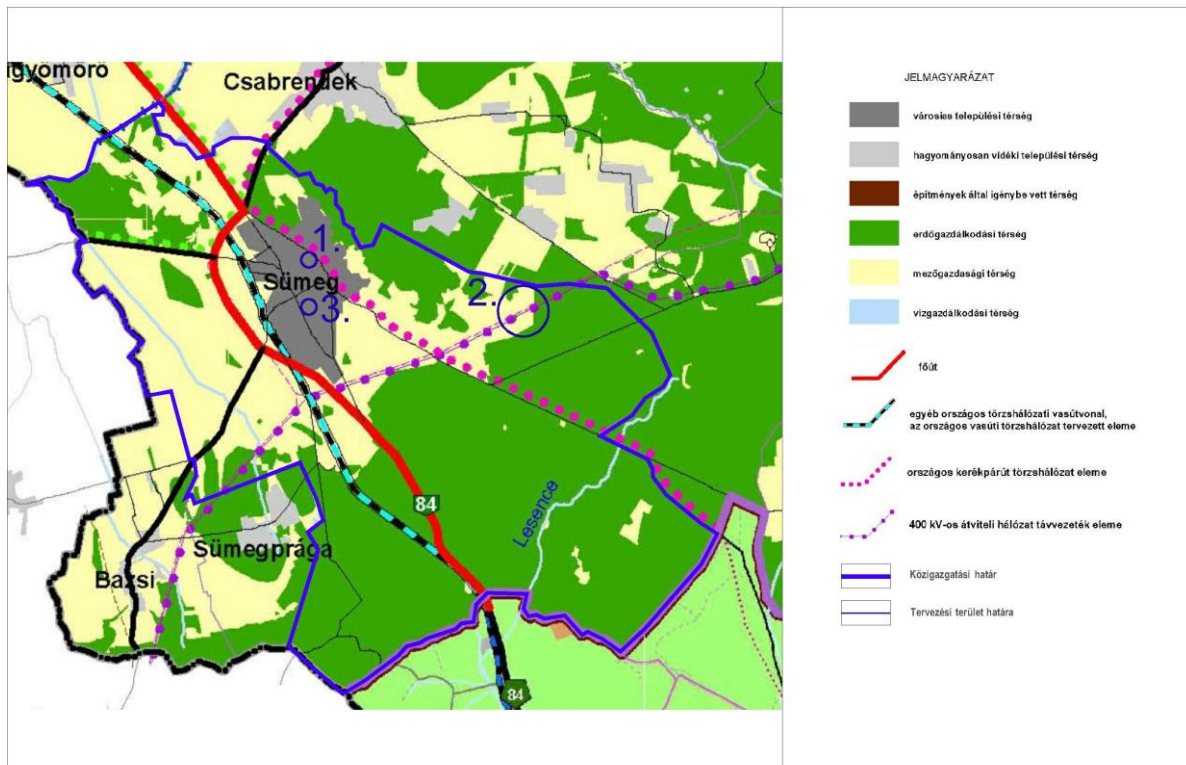 Csabrendek
1.
Sümeg
2.
3.
84
Lesence
Sümegprága
Bazsi
84
JELMAGYARÁZAT
városias települési térség
hagyományosan vidéki települési térség
építmények által igénybe vett térség
erdőgazdálkodási térség
mezőgazdasági térség
vízgazdálkodási térség
főút
egyéb országos törzshálózati vasútvonal,
az országos vasúti törzshálózat tervezett eleme
országos kerékpárút törzshálózat eleme
400 kV-os átviteli hálózat távvezeték eleme
Közigazgatási határ
Tervezési terület határa